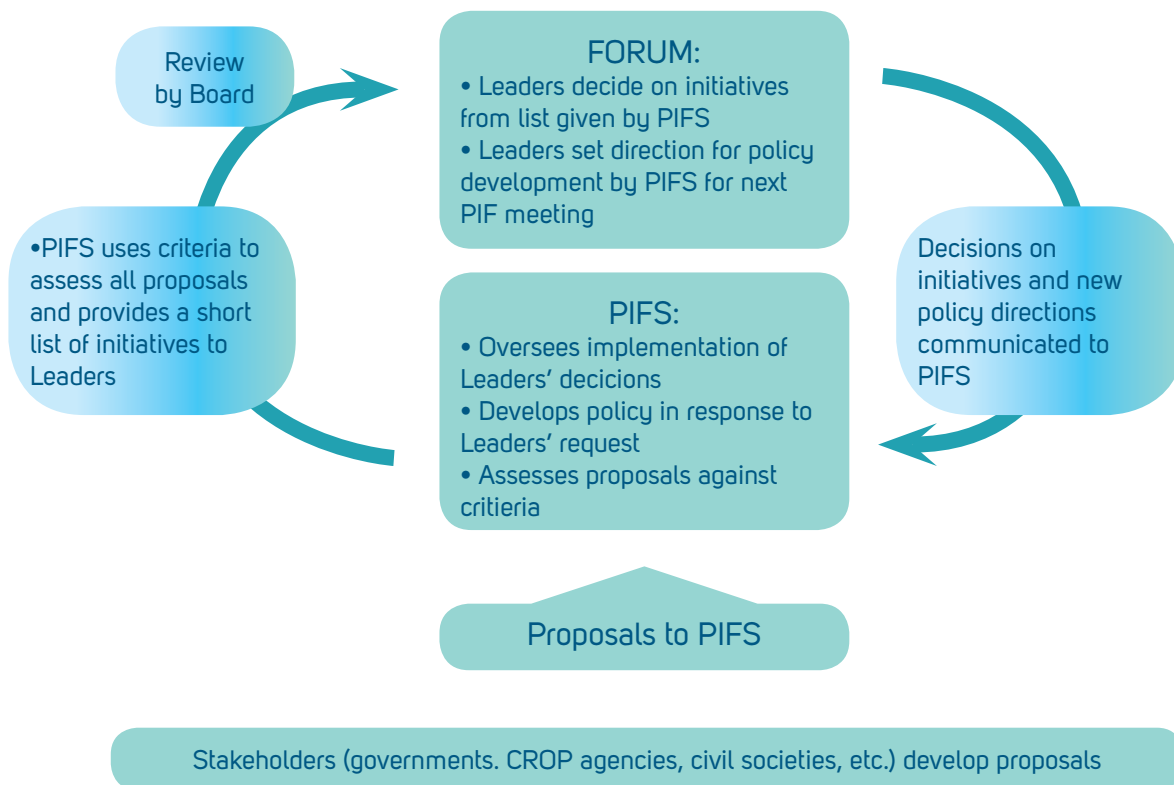 Review
by Board
FORUM:
• Leaders decide on initiatives
from list given by PIFS
• Leaders set direction for policy
development by PIFS for next
PIF meeting
•PIFS uses criteria to
assess all proposals
and provides a short
list of initiatives to
Leaders
Decisions on
initiatives and new
policy directions
communicated to
PIFS
PIFS:
• Oversees implementation of
Leaders’ decicions
• Develops policy in response to
Leaders’ request
• Assesses proposals against
critieria
Proposals to PIFS
Stakeholders (governments. CROP agencies, civil societies, etc.) develop proposals